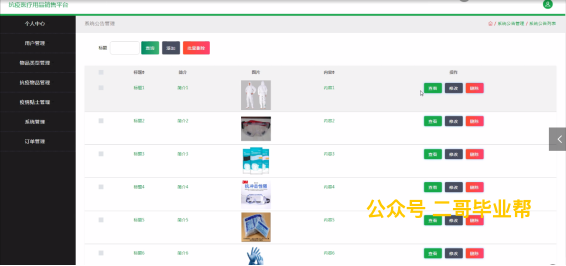 抗疫医疗用品销售平台
个人中心
用户管理
物品类型管理
抗疫物品管理
疫情贴士管理
系统管理
订单管理
系统公告管理
/ 系统公告管理 / 系统公告列表
标题
查询 添加 批量删除
标题 简介 图片 内容 操作
标题1 简介1 内容1 查看 修改 删除
标题2 简介2 内容2 查看 修改 删除
标题3 简介3 内容3 查看 修改 删除
标题4 简介4 内容4 查看 修改 删除
标题5 简介5 内容5 查看 修改 删除
标题6 简介6 内容6 查看 修改 删除
公众号 二哥毕业帮